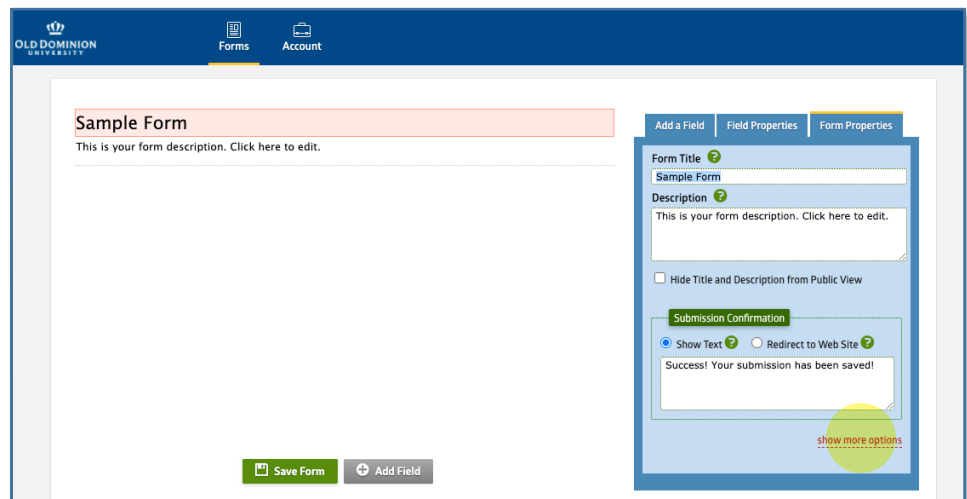 OLD DOMINION
UNIVERSITY
Forms
Account
Sample Form
This is your form description. Click here to edit.
Add a Field
Field Properties
Form Properties
Form Title ?
Sample Form
Description ?
This is your form description. Click here to edit.
Hide Title and Description from Public View
Submission Confirmation
Show Text ? Redirect to Web Site ?
Success! Your submission has been saved!
show more options
Save Form
Add Field